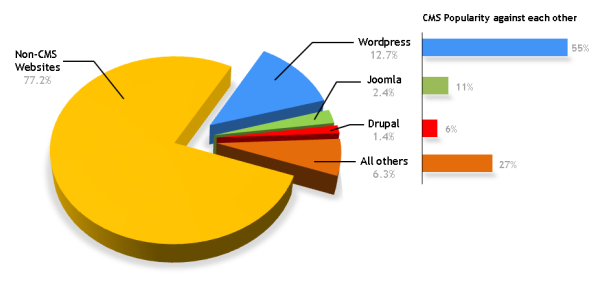 CMS Popularity against each other
Non-CMS
Websites
77.2%
Wordpress
12.7%
Joomla
2.4%
Drupal
1.4%
All others
6.3%
55%
11%
6%
27%